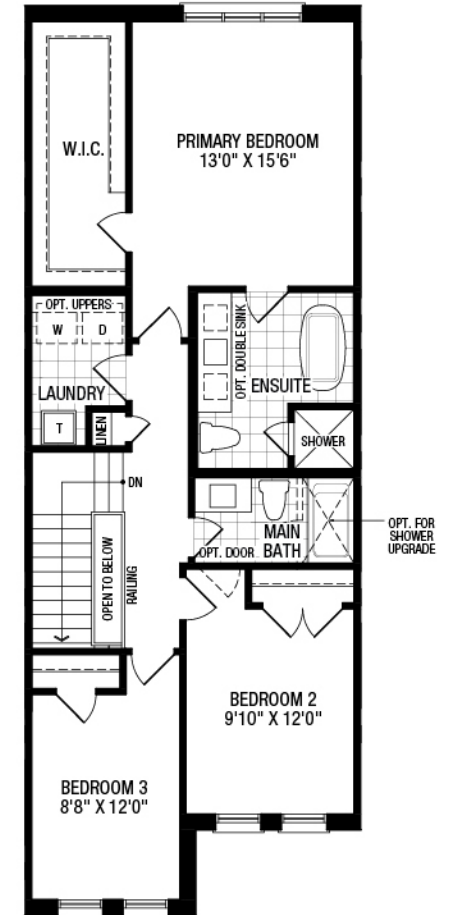 W.I.C.
PRIMARY BEDROOM
13'0" X 15'6"
OPT. UPPERS
W
D
LAUNDRY
T
LINEN
OPT. DOUBLE SINK
ENSUITE
SHOWER
DN
OPEN TO BELOW
RAILING
MAIN
BATH
OPT. DOOR
OPT. FOR
SHOWER
UPGRADE
BEDROOM 2
9'10" X 12'0"
BEDROOM 3
8'8" X 12'0"